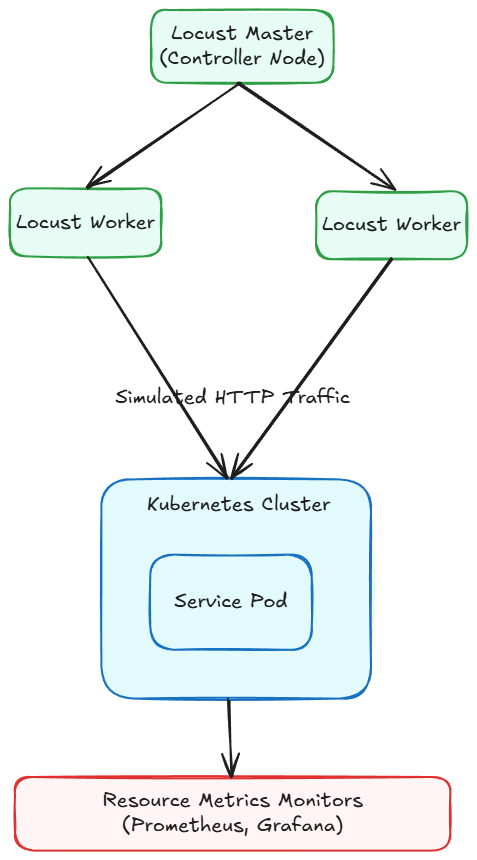 Locust Master
(Controller Node)
Locust Worker
Locust Worker
Simulated HTTP Traffic
Kubernetes Cluster
Service Pod
Resource Metrics Monitors
(Prometheus, Grafana)